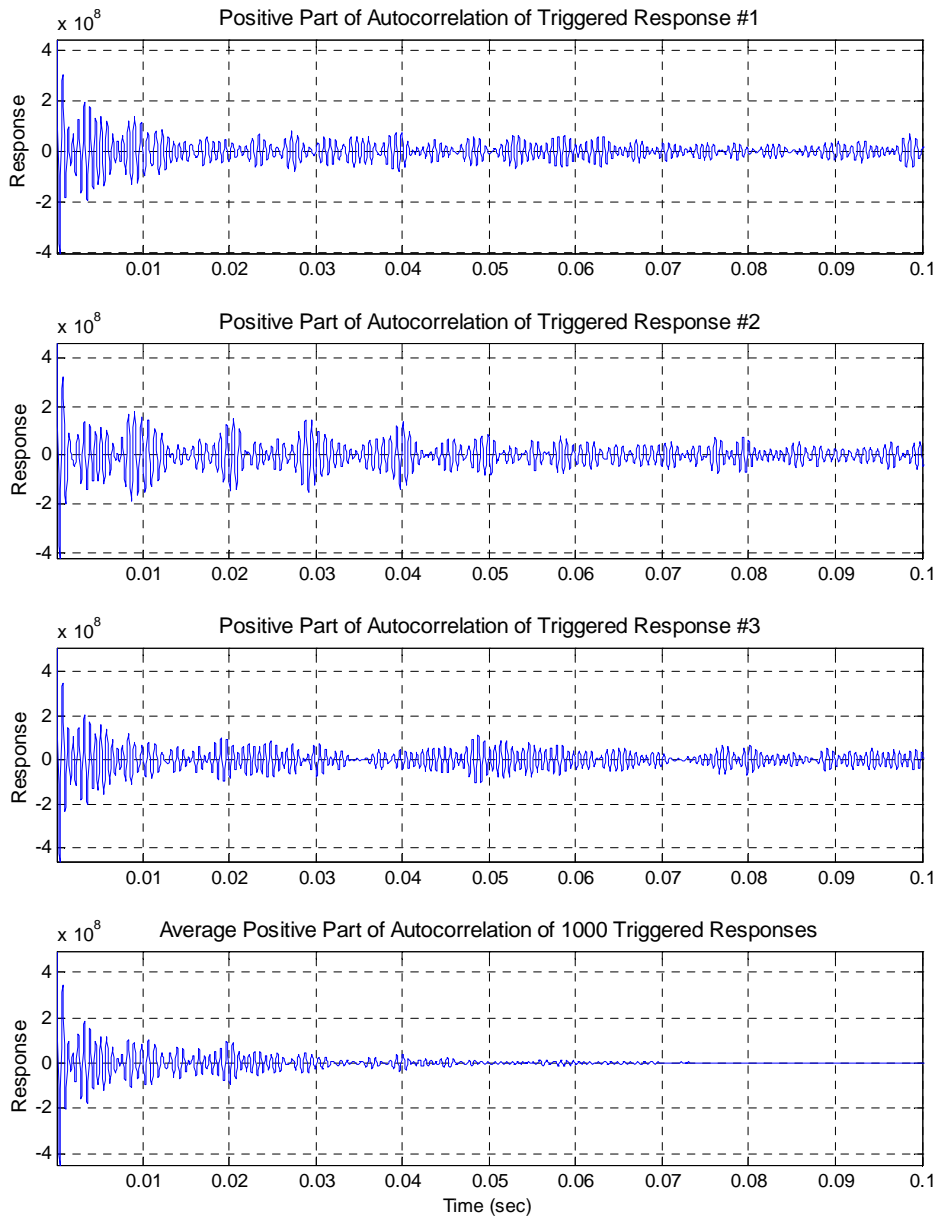 Positive Part of Autocorrelation of Triggered Response #1
x 10^8
4
2
0
-2
-4
Response
0.01 0.02 0.03 0.04 0.05 0.06 0.07 0.08 0.09 0.1
Positive Part of Autocorrelation of Triggered Response #2
x 10^8
4
2
0
-2
-4
Response
0.01 0.02 0.03 0.04 0.05 0.06 0.07 0.08 0.09 0.1
Positive Part of Autocorrelation of Triggered Response #3
x 10^8
4
2
0
-2
-4
Response
0.01 0.02 0.03 0.04 0.05 0.06 0.07 0.08 0.09 0.1
Average Positive Part of Autocorrelation of 1000 Triggered Responses
x 10^8
4
2
0
-2
-4
Response
0.01 0.02 0.03 0.04 0.05 0.06 0.07 0.08 0.09 0.1
Time (sec)